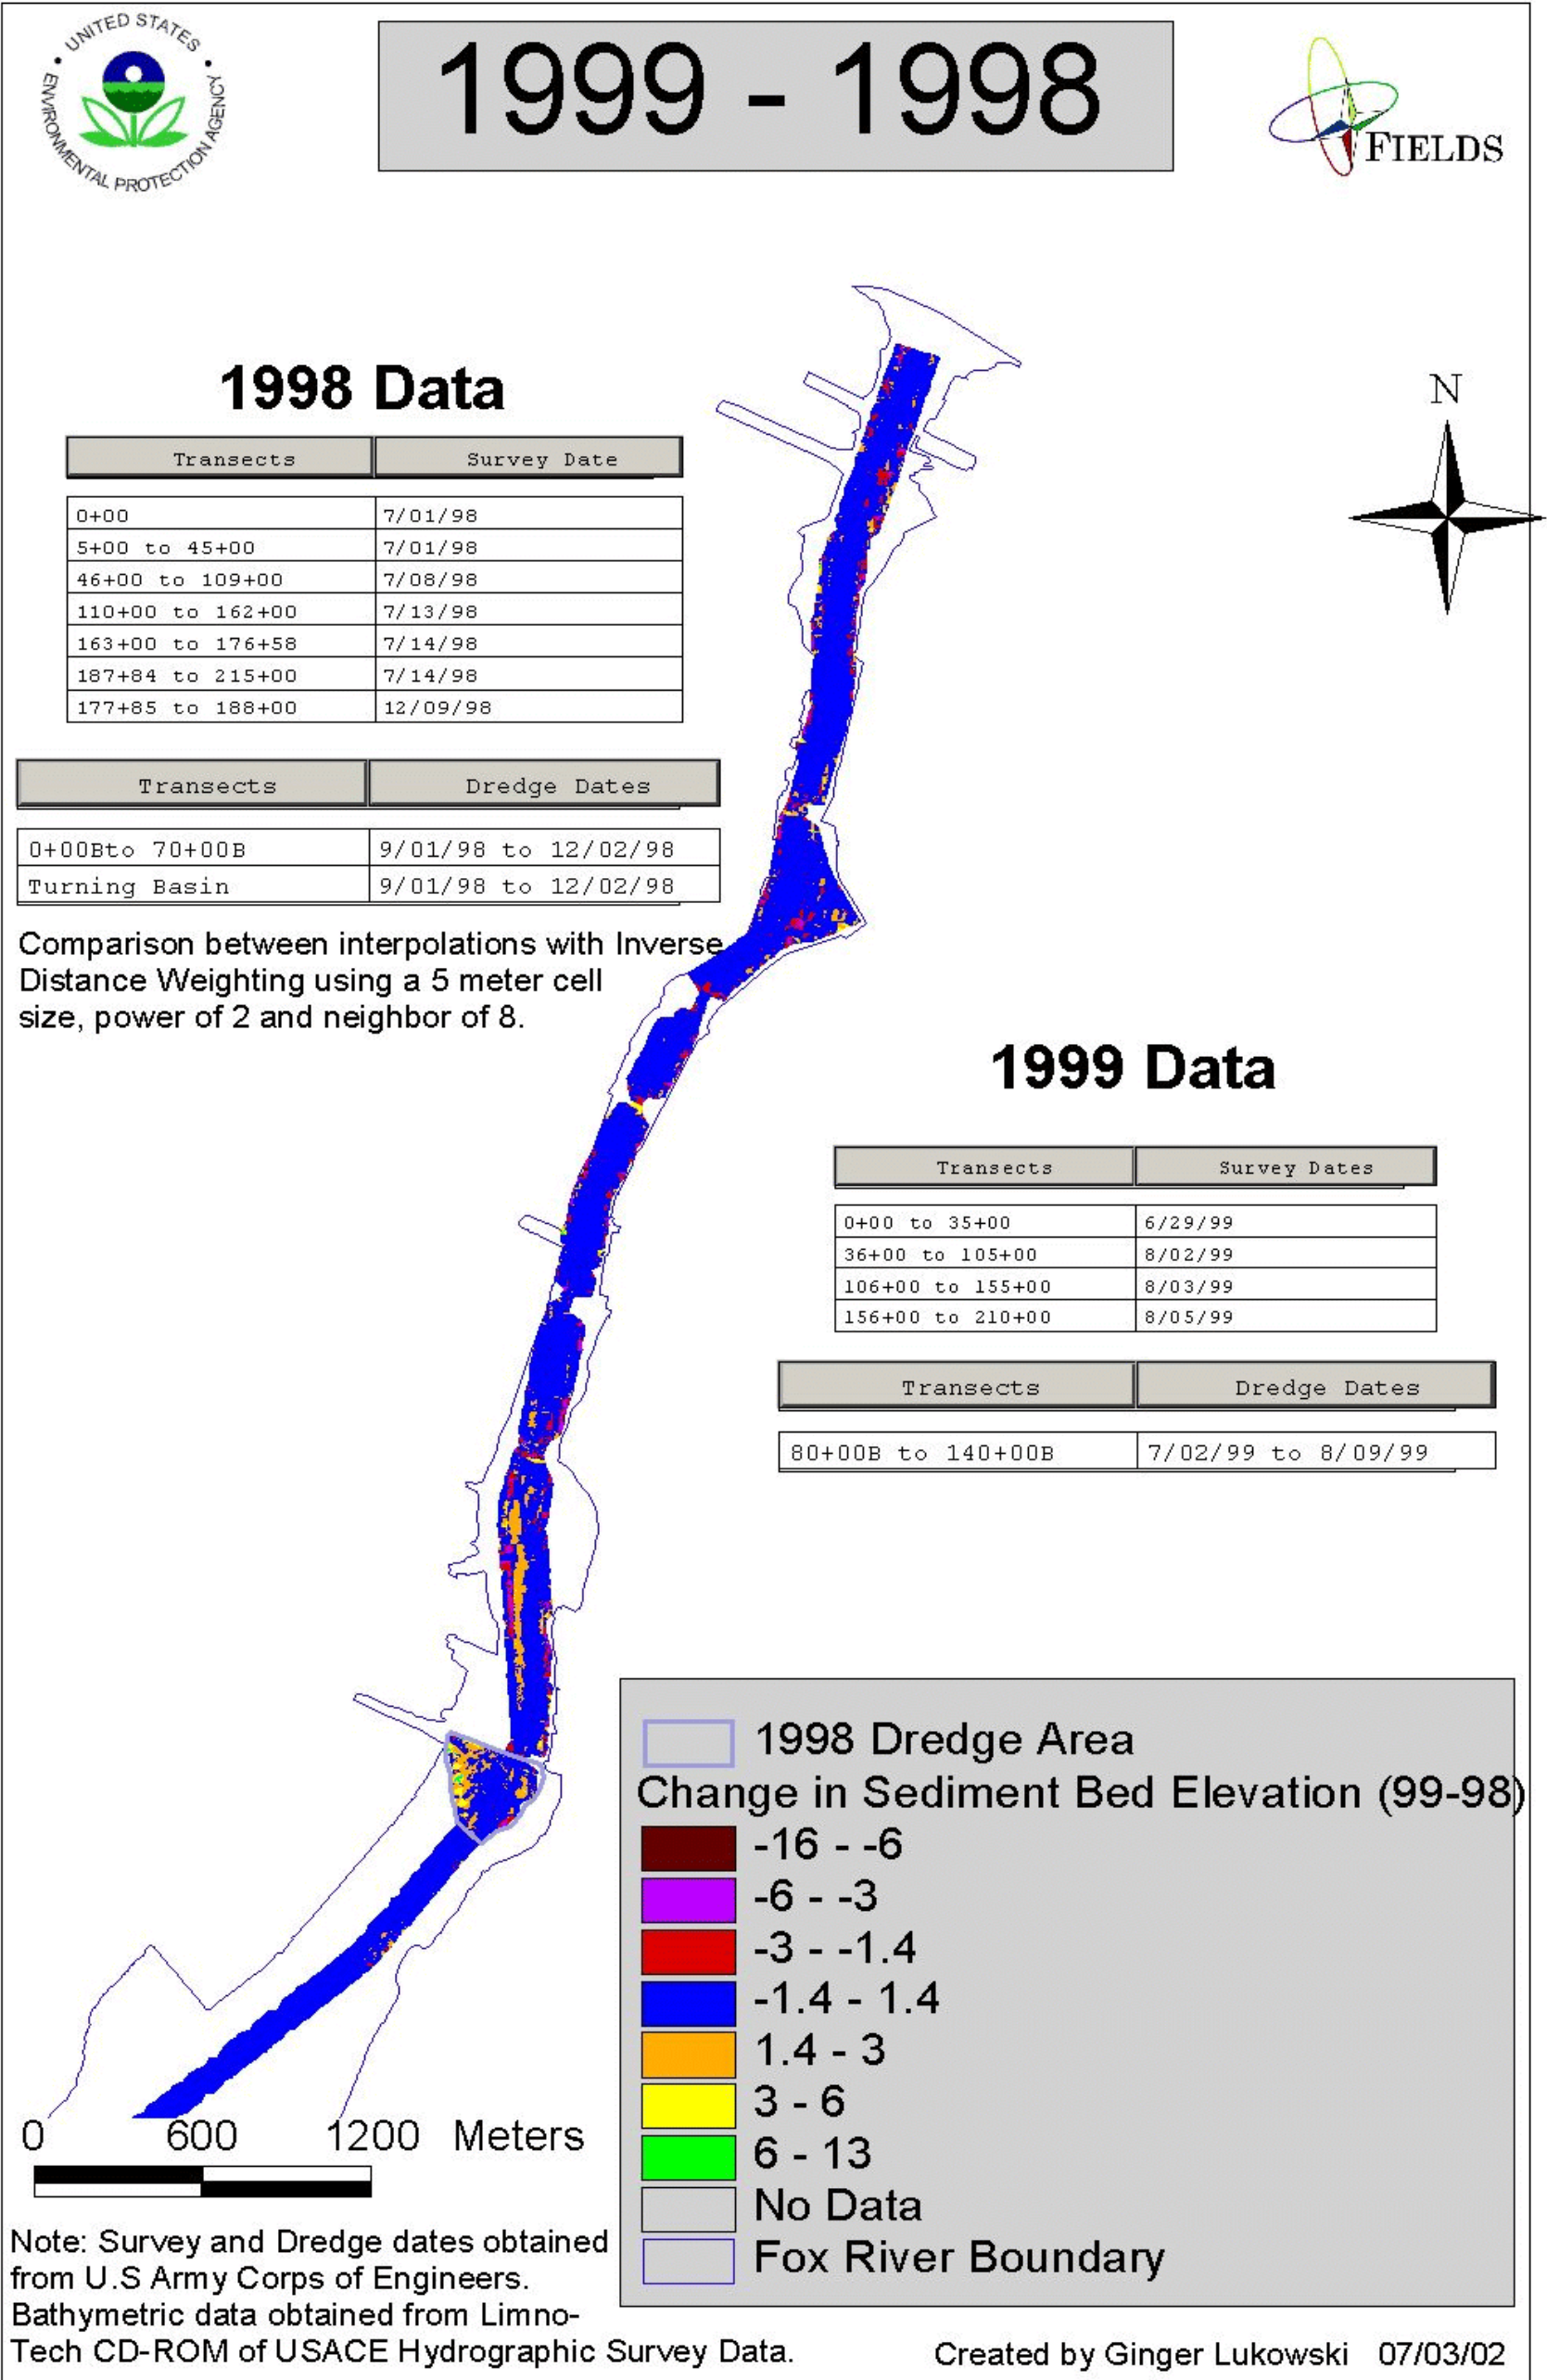 UNITED STATES • ENVIRONMENTAL PROTECTION AGENCY •
1999 - 1998
FIELDS
N
1998 Data
Transects Survey Date
0+00 7/01/98
5+00 to 45+00 7/01/98
46+00 to 109+00 7/08/98
110+00 to 162+00 7/13/98
163+00 to 176+58 7/14/98
187+84 to 215+00 7/14/98
177+85 to 188+00 12/09/98
Transects Dredge Dates
0+00Bto 70+00B 9/01/98 to 12/02/98
Turning Basin 9/01/98 to 12/02/98
Comparison between interpolations with Inverse
Distance Weighting using a 5 meter cell
size, power of 2 and neighbor of 8.
1999 Data
Transects Survey Dates
0+00 to 35+00 6/29/99
36+00 to 105+00 8/02/99
106+00 to 155+00 8/03/99
156+00 to 210+00 8/05/99
Transects Dredge Dates
80+00B to 140+00B 7/02/99 to 8/09/99
1998 Dredge Area
Change in Sediment Bed Elevation (99-98)
-16 - -6
-6 - -3
-3 - -1.4
-1.4 - 1.4
1.4 - 3
3 - 6
6 - 13
No Data
Fox River Boundary
0 600 1200 Meters
Note: Survey and Dredge dates obtained
from U.S Army Corps of Engineers.
Bathymetric data obtained from Limno-
Tech CD-ROM of USACE Hydrographic Survey Data.
Created by Ginger Lukowski 07/03/02